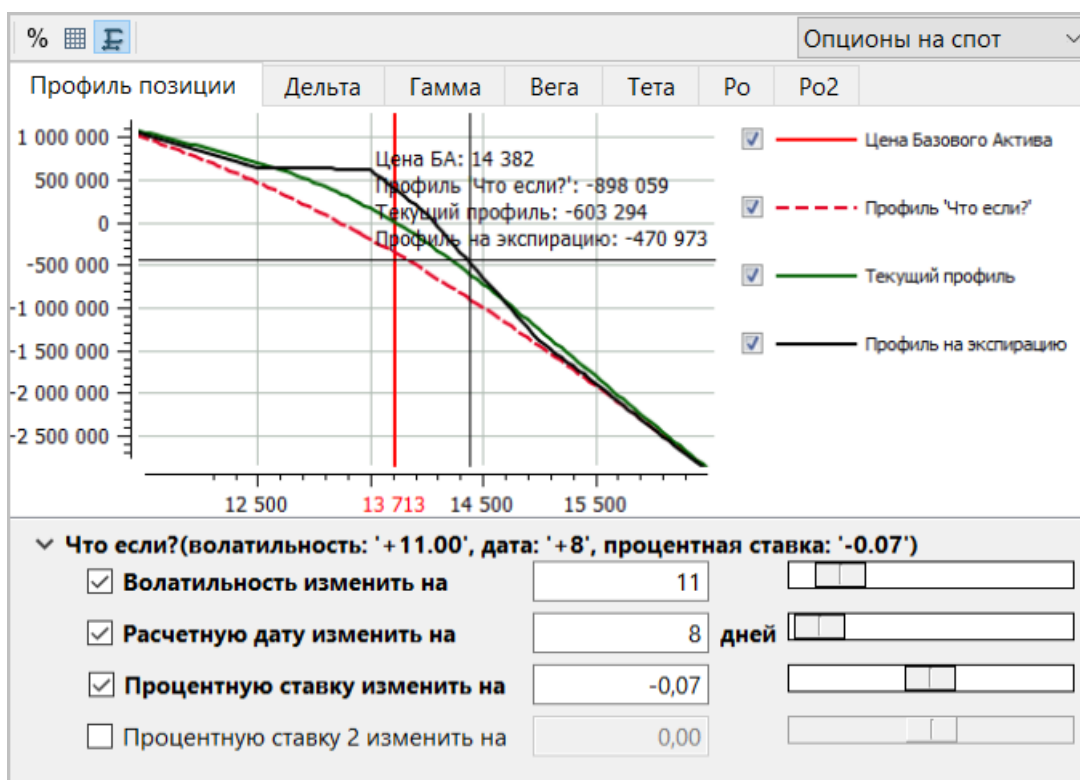 % Опционы на спот
Профиль позиции Дельта Гамма Вега Тета Ро Ро2
1 000 000
500 000
0
-500 000
-1 000 000
-1 500 000
-2 000 000
-2 500 000
Цена БА: 14 382
Профиль 'Что если?': -898 059
Текущий профиль: -603 294
Профиль на экспирацию: -470 973
12 500 13 713 14 500 15 500
Цена Базового Актива
Профиль 'Что если?'
Текущий профиль
Профиль на экспирацию
Что если?(волатильность: '+11.00', дата: '+8', процентная ставка: '-0.07')
Волатильность изменить на 11
Расчетную дату изменить на 8 дней
Процентную ставку изменить на -0,07
Процентную ставку 2 изменить на 0,00